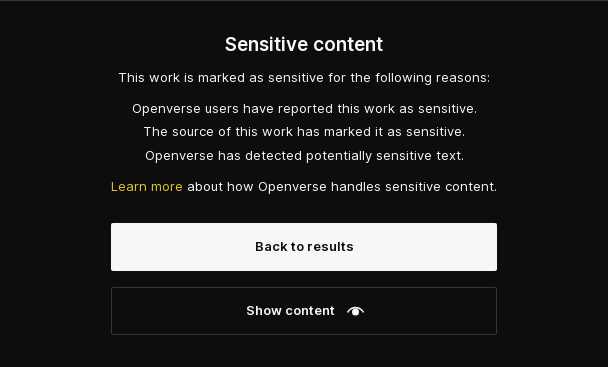 Sensitive content
This work is marked as sensitive for the following reasons:
Openverse users have reported this work as sensitive.
The source of this work has marked it as sensitive.
Openverse has detected potentially sensitive text.
Learn more about how Openverse handles sensitive content.
Back to results
Show content